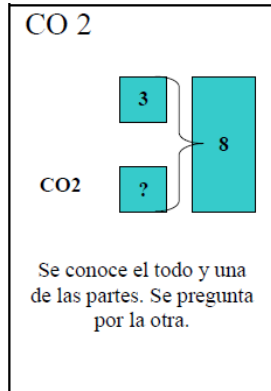 CO 2
3
8
CO2
?
Se conoce el todo y una
de las partes. Se pregunta
por la otra.